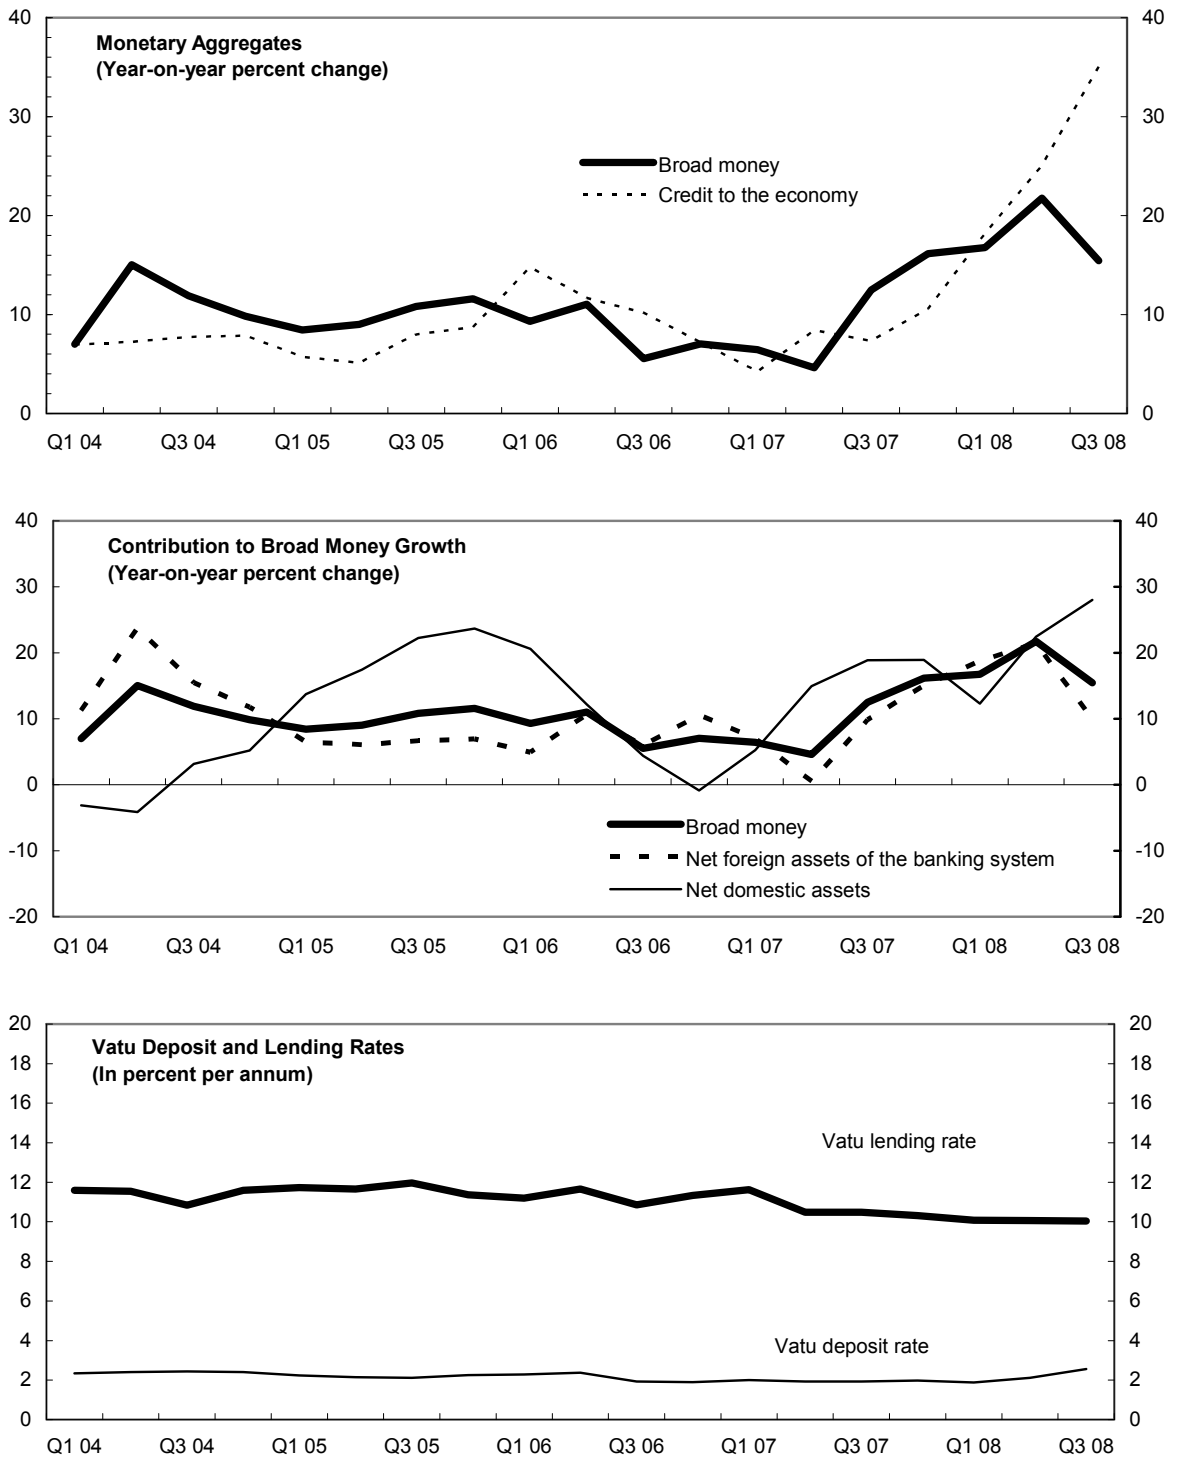 Monetary Aggregates
(Year-on-year percent change)
40 40
30 30
20 20
10 10
0 0
Broad money
Credit to the economy
Q1 04 Q3 04 Q1 05 Q3 05 Q1 06 Q3 06 Q1 07 Q3 07 Q1 08 Q3 08
Contribution to Broad Money Growth
(Year-on-year percent change)
40 40
30 30
20 20
10 10
0 0
-10 -10
-20 -20
Broad money
Net foreign assets of the banking system
Net domestic assets
Q1 04 Q3 04 Q1 05 Q3 05 Q1 06 Q3 06 Q1 07 Q3 07 Q1 08 Q3 08
Vatu Deposit and Lending Rates
(In percent per annum)
20 20
18 18
16 16
14 14
12 12
10 10
8 8
6 6
4 4
2 2
0 0
Vatu lending rate
Vatu deposit rate
Q1 04 Q3 04 Q1 05 Q3 05 Q1 06 Q3 06 Q1 07 Q3 07 Q1 08 Q3 08